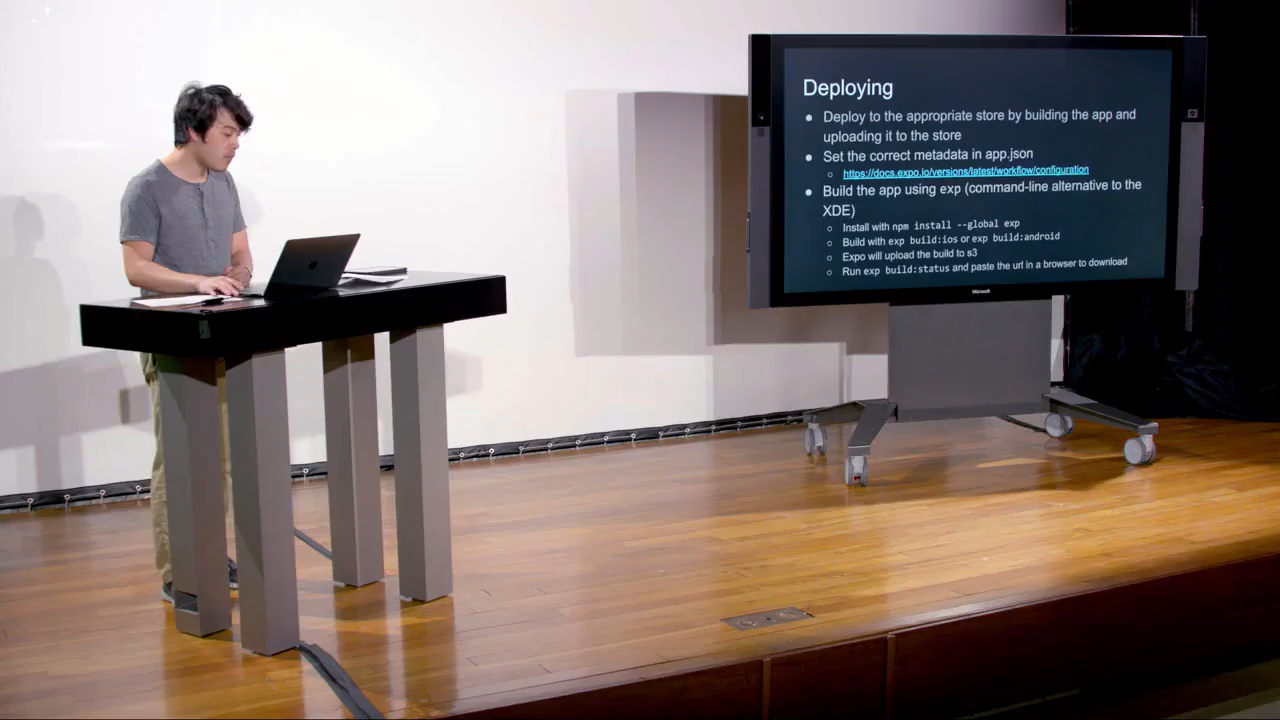 Deploying
● Deploy to the appropriate store by building the app and
uploading it to the store
● Set the correct metadata in app.json
○ https://docs.expo.io/versions/latest/workflow/configuration
● Build the app using exp (command-line alternative to the
XDE)
○ Install with npm install --global exp
○ Build with exp build:ios or exp build:android
○ Expo will upload the build to s3
○ Run exp build:status and paste the url in a browser to download
Microsoft